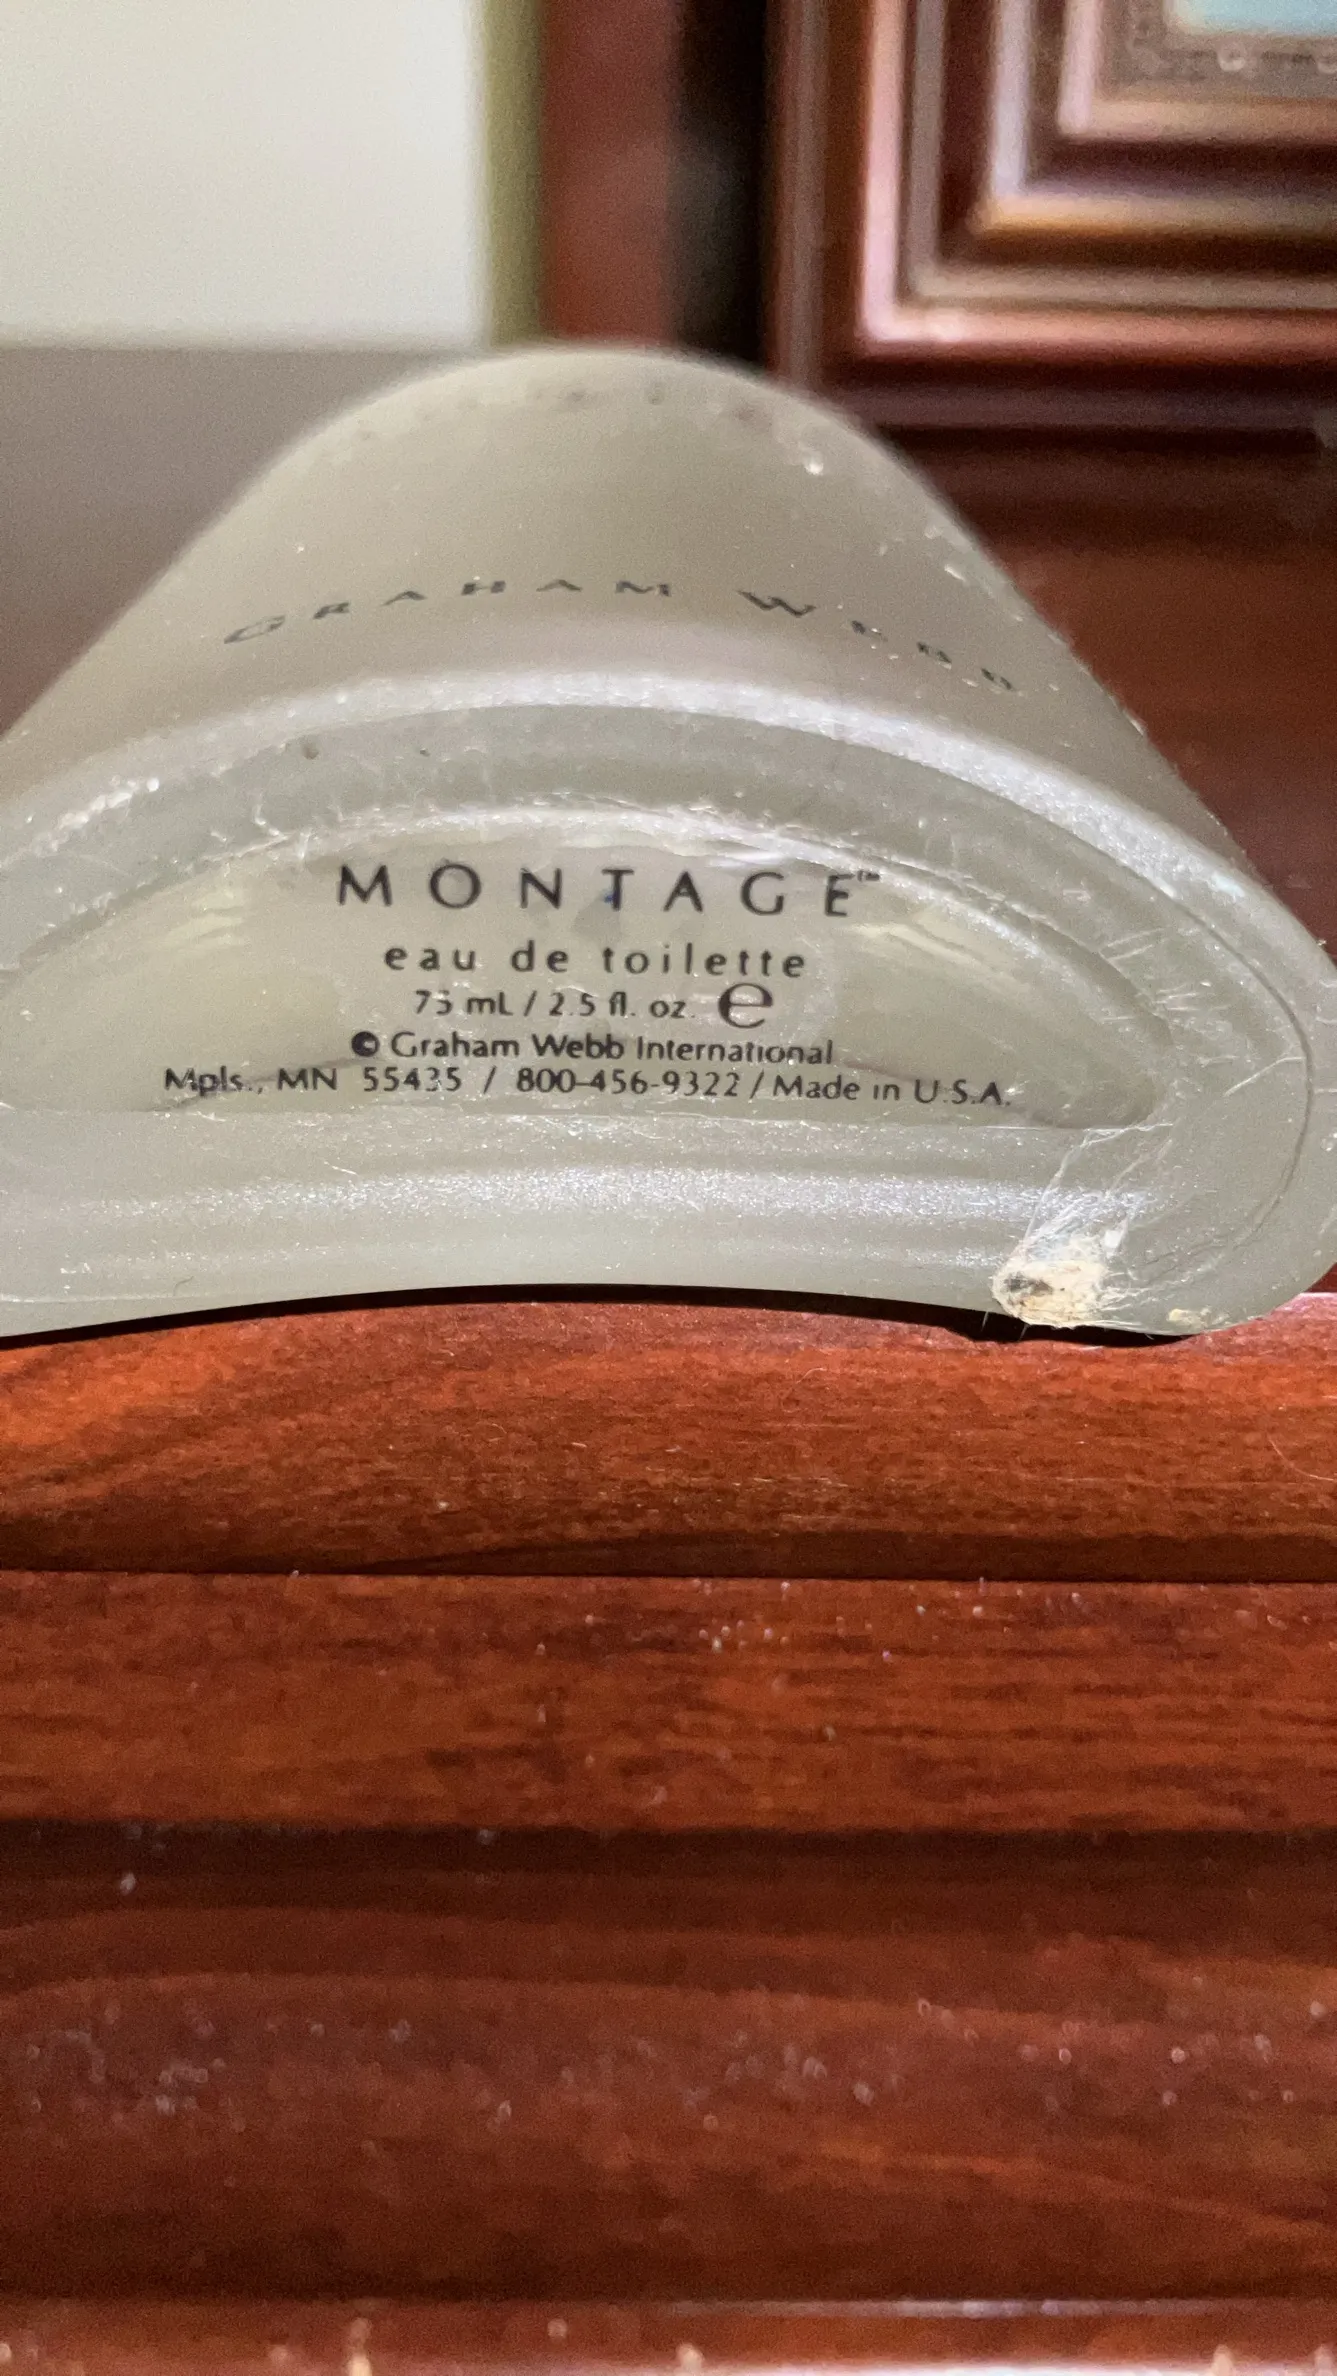 GRAHAM WEBB
MONTAGE™
eau de toilette
75 mL / 2.5 fl. oz. ℮
© Graham Webb International
Mpls., MN 55435 / 800-456-9322 / Made in U.S.A.